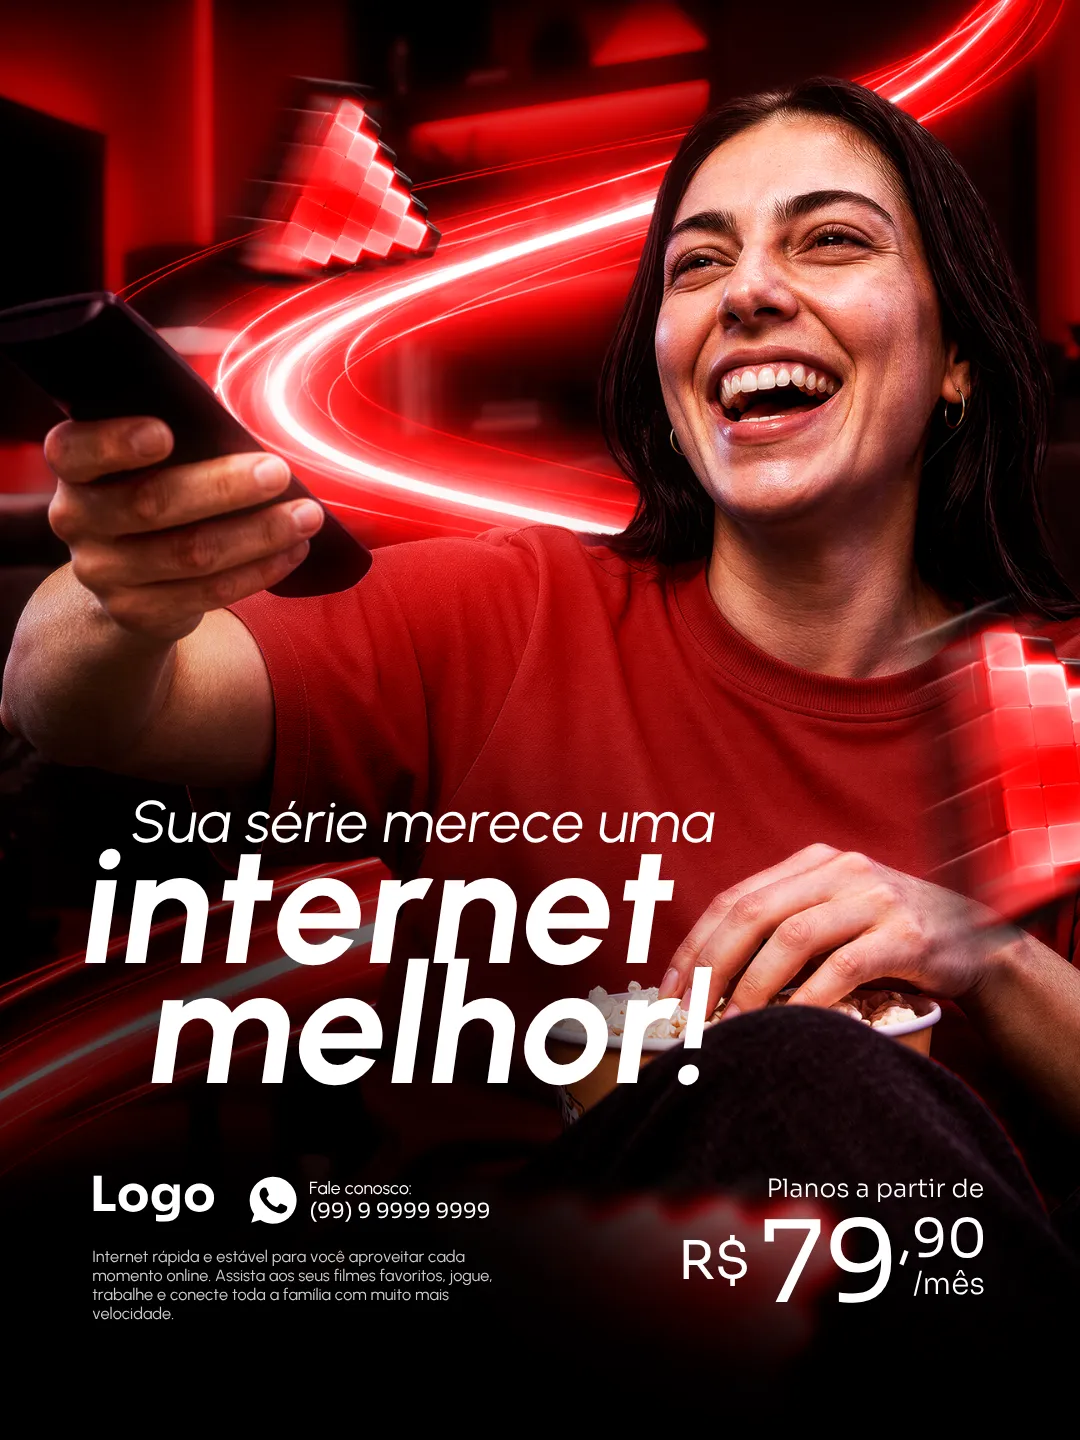 Sua série merece uma
internet
melhor!
Logo
Fale conosco:
(99) 9 9999 9999
Internet rápida e estável para você aproveitar cada
momento online. Assista aos seus filmes favoritos, jogue,
trabalhe e conecte toda a família com muito mais
velocidade.
Planos a partir de
R$ 79,90
/mês